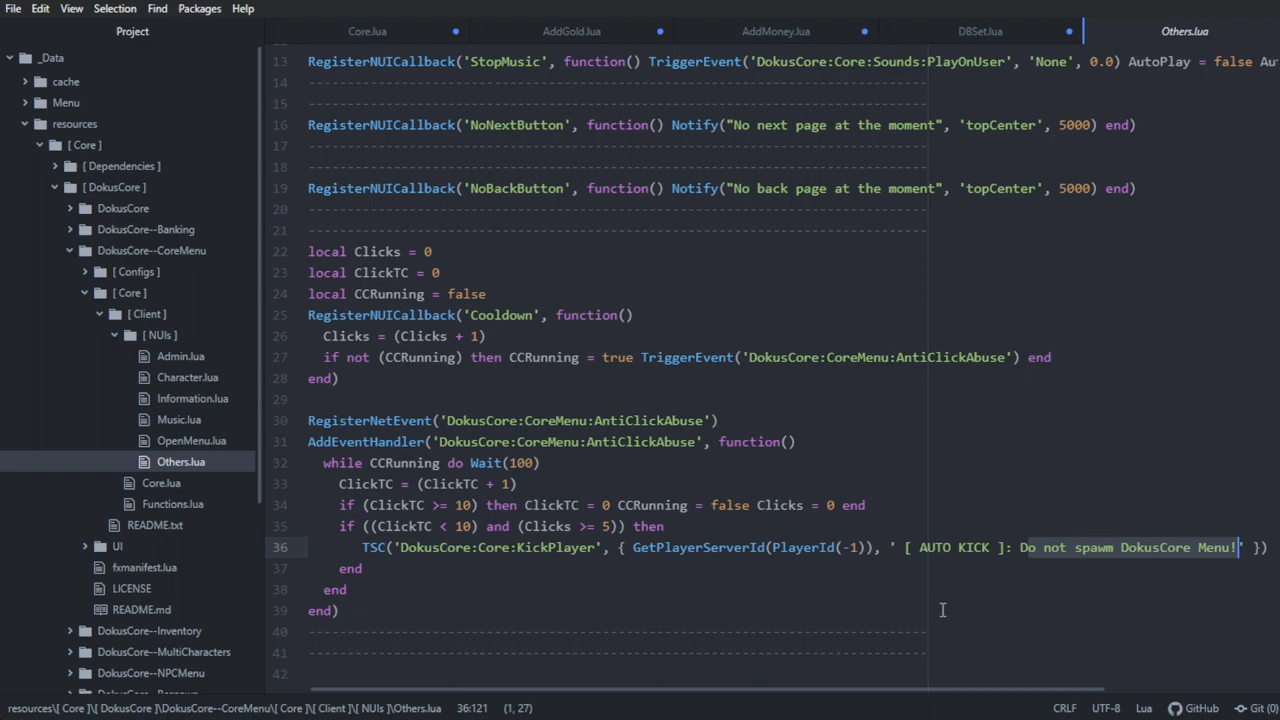 File Edit View Selection Find Packages Help
Project
_Data
cache
Menu
resources
[ Core ]
[ Dependencies ]
[ DokusCore ]
DokusCore
DokusCore--Banking
DokusCore--CoreMenu
[ Configs ]
[ Core ]
[ Client ]
[ NUIs ]
Admin.lua
Character.lua
Information.lua
Music.lua
OpenMenu.lua
Others.lua
Core.lua
Functions.lua
README.txt
UI
fxmanifest.lua
LICENSE
README.md
DokusCore--Inventory
DokusCore--MultiCharacters
DokusCore--NPCMenu
Core.lua AddGold.lua AddMoney.lua DBSet.lua Others.lua
13 RegisterNUICallback('StopMusic', function() TriggerEvent('DokusCore:Core:Sounds:PlayOnUser', 'None', 0.0) AutoPlay = false Au
14 --------------------------------------------------------------------------------
15 --------------------------------------------------------------------------------
16 RegisterNUICallback('NoNextButton', function() Notify("No next page at the moment", 'topCenter', 5000) end)
17 --------------------------------------------------------------------------------
18 --------------------------------------------------------------------------------
19 RegisterNUICallback('NoBackButton', function() Notify("No back page at the moment", 'topCenter', 5000) end)
20 --------------------------------------------------------------------------------
21 --------------------------------------------------------------------------------
22 local Clicks = 0
23 local ClickTC = 0
24 local CCRunning = false
25 RegisterNUICallback('Cooldown', function()
26 Clicks = (Clicks + 1)
27 if not (CCRunning) then CCRunning = true TriggerEvent('DokusCore:CoreMenu:AntiClickAbuse') end
28 end)
29
30 RegisterNetEvent('DokusCore:CoreMenu:AntiClickAbuse')
31 AddEventHandler('DokusCore:CoreMenu:AntiClickAbuse', function()
32 while CCRunning do Wait(100)
33 ClickTC = (ClickTC + 1)
34 if (ClickTC >= 10) then ClickTC = 0 CCRunning = false Clicks = 0 end
35 if ((ClickTC < 10) and (Clicks >= 5)) then
36 TSC('DokusCore:Core:KickPlayer', { GetPlayerServerId(PlayerId(-1)), ' [ AUTO KICK ]: Do not spawm DokusCore Menu!' })
37 end
38 end
39 end)
40 --------------------------------------------------------------------------------
41 --------------------------------------------------------------------------------
42
resources\[ Core ]\[ DokusCore ]\DokusCore--CoreMenu\[ Core ]\[ Client ]\[ NUIs ]\Others.lua 36:121 (1, 27) CRLF UTF-8 Lua GitHub Git (0)